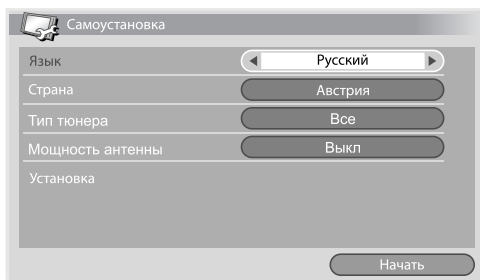 Самоустановка
Язык Русский
Страна Австрия
Тип тюнера Все
Мощность антенны Выкл
Установка
Начать